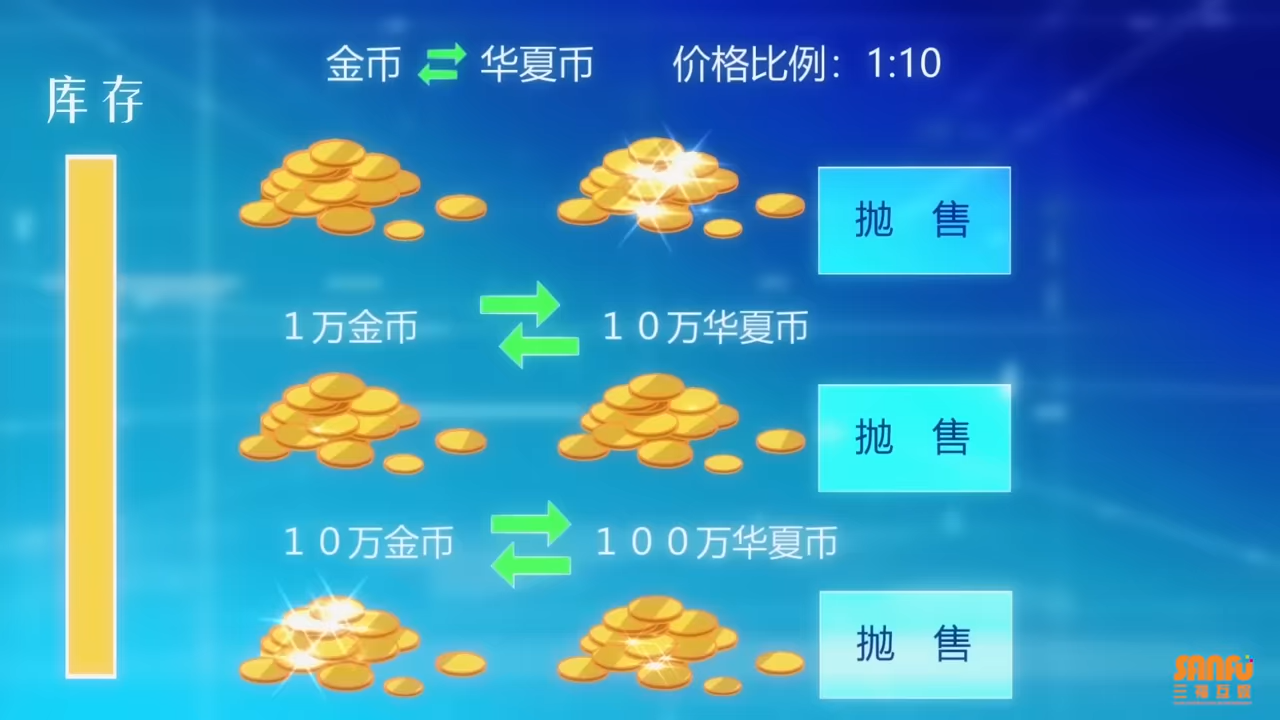 金币 华夏币 价格比例：1:10
库存
抛 售
1万金币 10万华夏币
抛 售
10万金币 100万华夏币
抛 售
SANFU
三福互娱